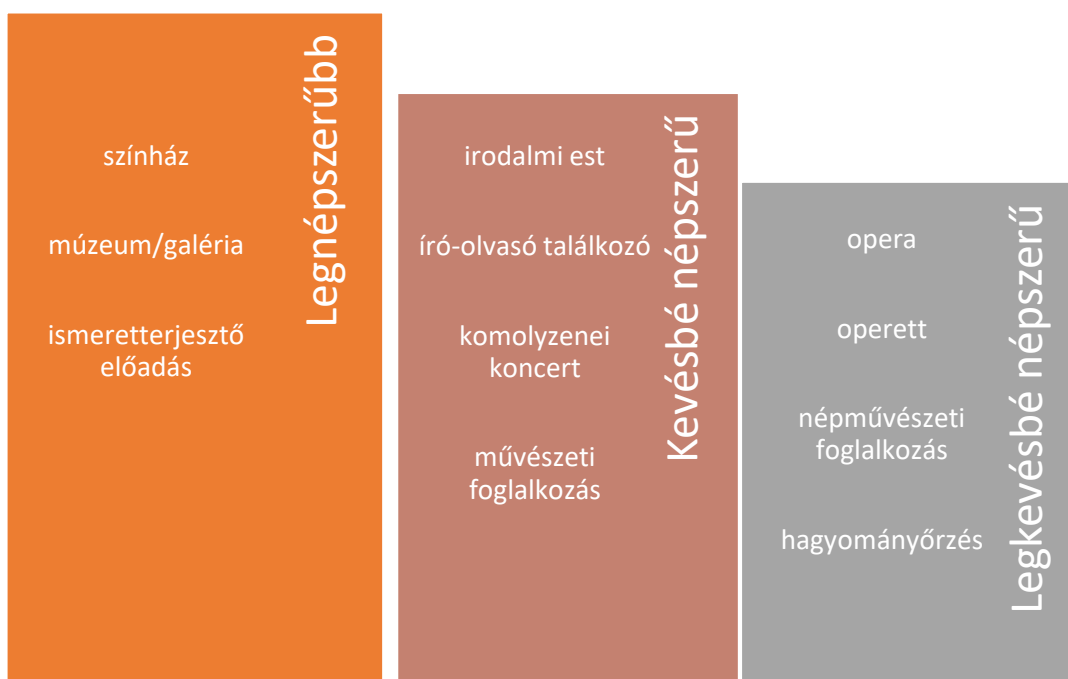 Legnépszerűbb
színház
múzeum/galéria
ismeretterjesztő
előadás
Kevésbé népszerű
irodalmi est
író-olvasó találkozó
komolyzenei
koncert
művészeti
foglalkozás
Legkevésbé népszerű
opera
operett
népművészeti
foglalkozás
hagyományőrzés